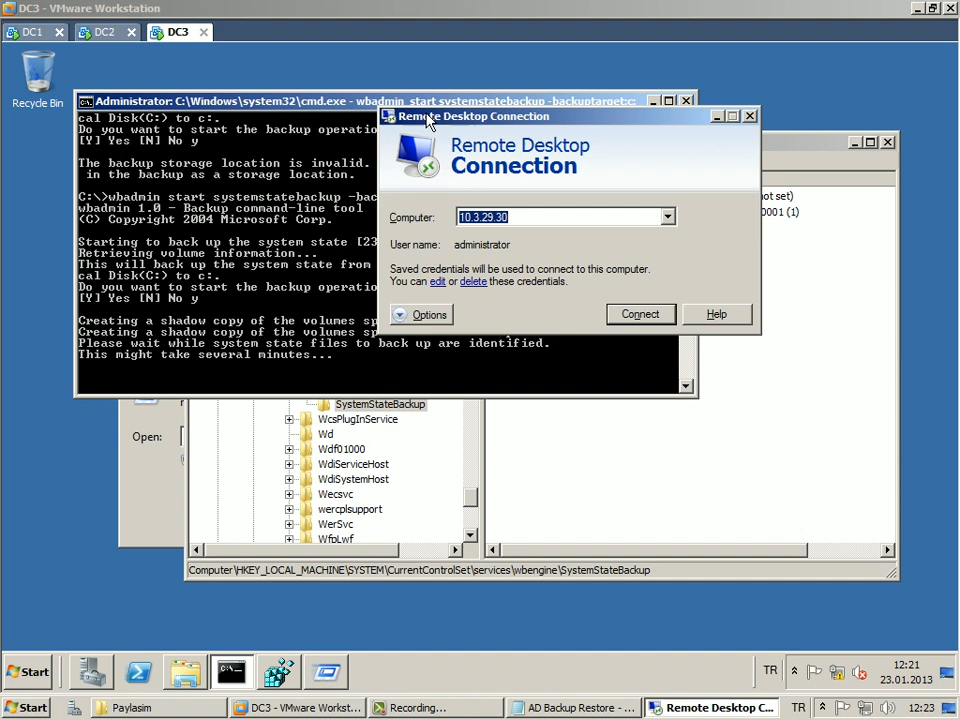 DC3 - VMware Workstation
DC1
DC2
DC3
Recycle Bin
Administrator: C:\Windows\system32\cmd.exe - wbadmin start systemstatebackup -backuptarget:c:
cal Disk(C:) to c:.
Do you want to start the backup operatio
[Y] Yes [N] No y
The backup storage location is invalid.
in the backup as a storage location.
C:\>wbadmin start systemstatebackup -bac
wbadmin 1.0 - Backup command-line tool
(C) Copyright 2004 Microsoft Corp.
Starting to back up the system state [23
Retrieving volume information...
This will back up the system state from
cal Disk(C:) to c:.
Do you want to start the backup operatio
[Y] Yes [N] No y
Creating a shadow copy of the volumes sp
Creating a shadow copy of the volumes sp
Please wait while system state files to back up are identified.
This might take several minutes...
Remote Desktop Connection
Remote Desktop
Connection
Computer:
10.3.29.30
User name:
administrator
Saved credentials will be used to connect to this computer.
You can edit or delete these credentials.
Options
Connect
Help
not set)
0001 (1)
Open:
SystemStateBackup
WcsPlugInService
Wd
Wdf01000
WdiServiceHost
WdiSystemHost
Wecsvc
wercplsupport
WerSvc
WfpLwf
Computer\HKEY_LOCAL_MACHINE\SYSTEM\CurrentControlSet\services\wbengine\SystemStateBackup
Start
TR
12:21
23.01.2013
Start
Paylasim
DC3 - VMware Workst...
Recording...
AD Backup Restore - ...
Remote Desktop C...
TR
12:23